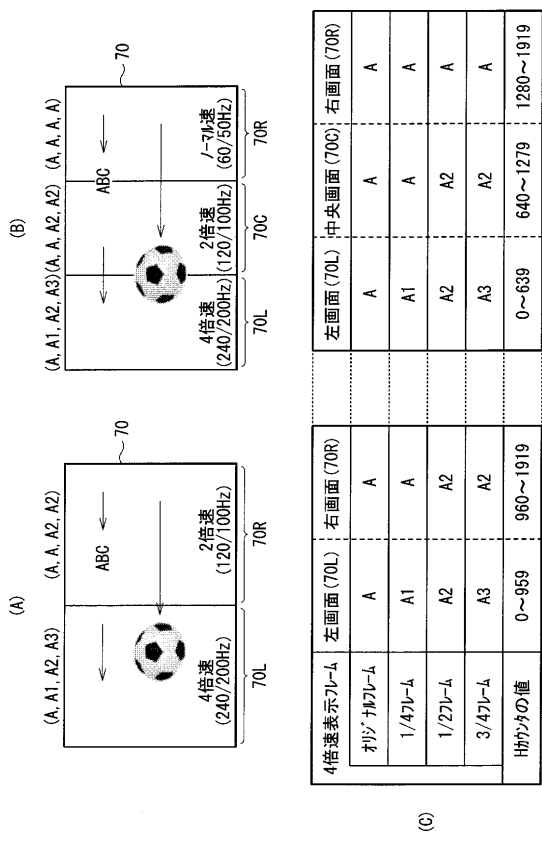 (A)
(A, A1, A2, A3)
(A, A, A2, A2)
70
ABC
4倍速
(240/200Hz)
2倍速
(120/100Hz)
70L
70R
(B)
(A, A1, A2, A3)(A, A, A2, A2)
(A, A, A, A)
70
ABC
4倍速
(240/200Hz)
2倍速
(120/100Hz)
ノーマル速
(60/50Hz)
70L
70C
70R
(C)
4倍速表示フレーム 左画面(70L) 右画面(70R) 左画面(70L) 中央画面(70C) 右画面(70R)
オリジナルフレーム A A A A A
1/4フレーム A1 A A1 A A
1/2フレーム A2 A2 A2 A2 A
3/4フレーム A3 A2 A3 A2 A
Hカウンタの値 0～959 960～1919 0～639 640～1279 1280～1919